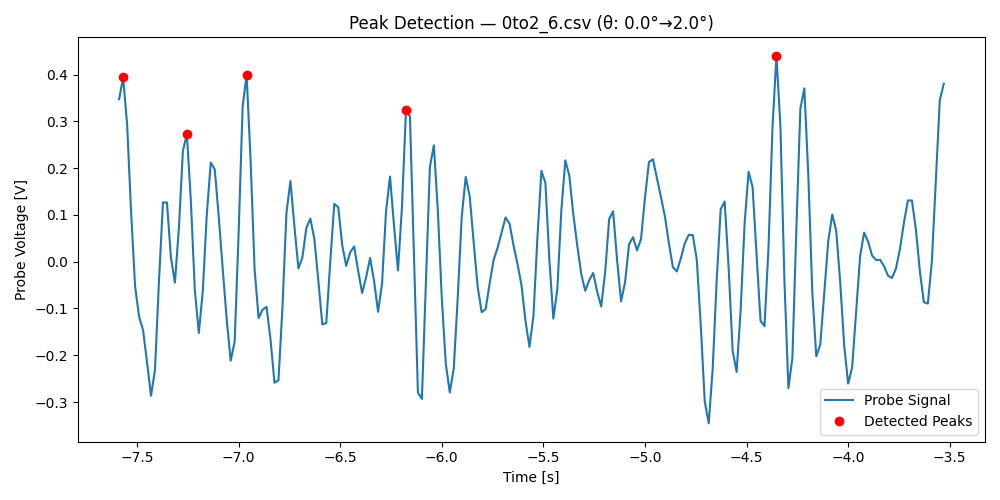 Peak Detection — 0to2_6.csv (θ: 0.0°→2.0°)
Probe Voltage [V]
0.4
0.3
0.2
0.1
0.0
−0.1
−0.2
−0.3
−7.5 −7.0 −6.5 −6.0 −5.5 −5.0 −4.5 −4.0 −3.5
Time [s]
Probe Signal
Detected Peaks